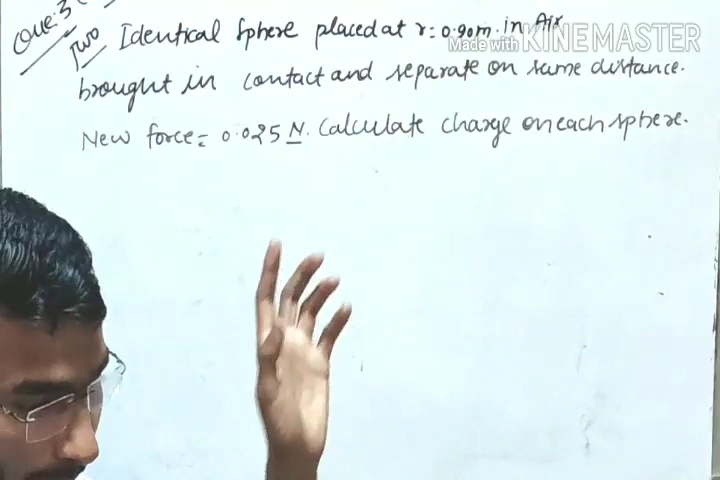 Que:3
Two Identical Sphere placed at r=0.90m. in Air
Made with KINEMASTER
brought in contact and separate on same distance.
New force= 0.025 N. Calculate charge on each sphere.